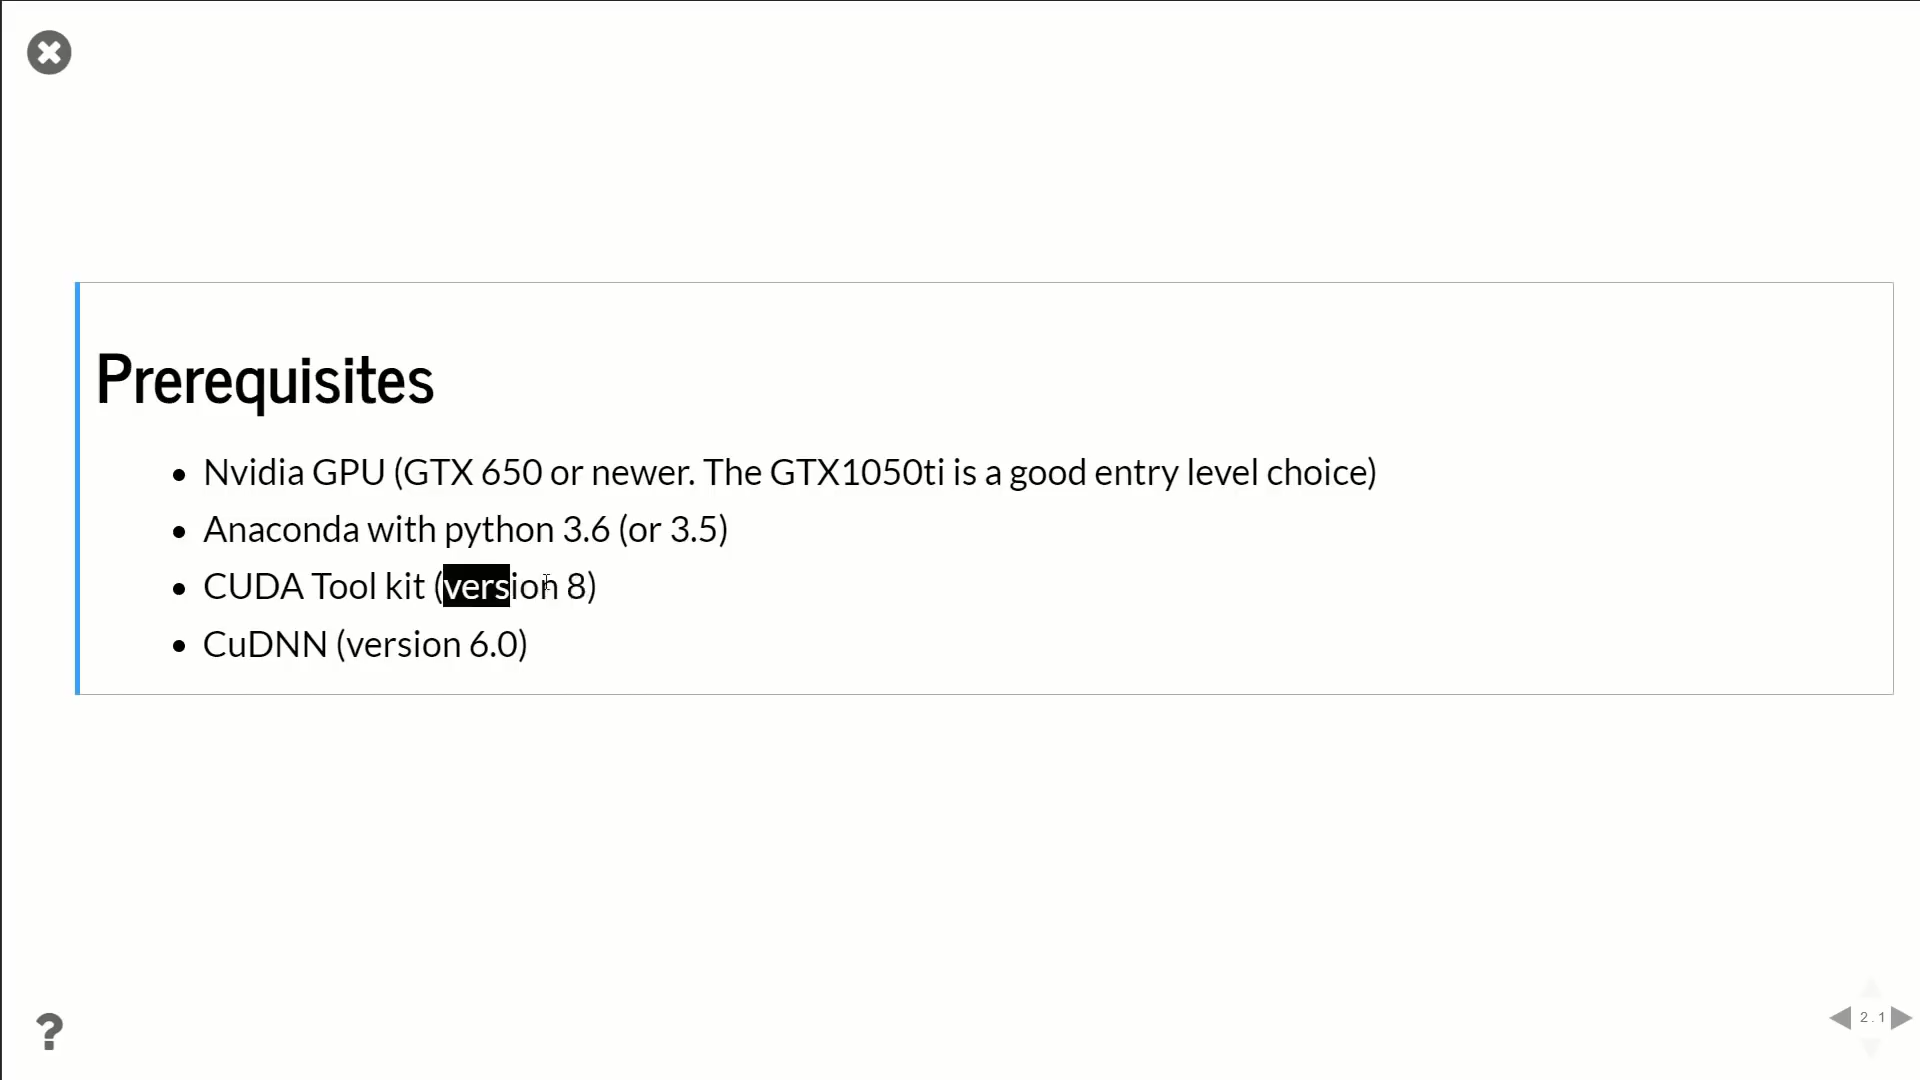 Prerequisites
Nvidia GPU (GTX 650 or newer. The GTX1050ti is a good entry level choice)
Anaconda with python 3.6 (or 3.5)
CUDA Tool kit (version 8)
CuDNN (version 6.0)
?
2.1